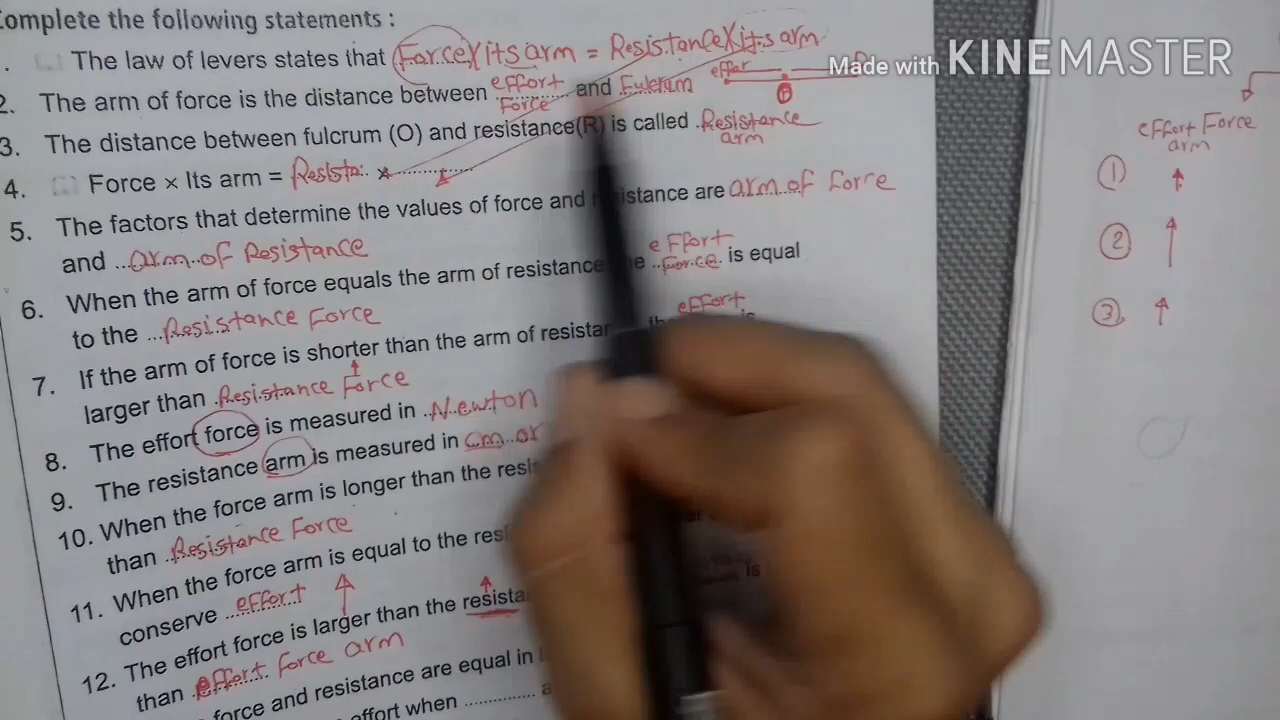 Complete the following statements :
The law of levers states that (Force)(its arm = Resistance)(its arm
Made with KINEMASTER
effort
2. The arm of force is the distance between Force and Fulcrum
3. The distance between fulcrum (O) and resistance(R) is called Resistance arm
4. Force × Its arm = Resista. ×
5. The factors that determine the values of force and are arm of Force
and arm of Resistance
6. When the arm of force equals the arm of resistance effort Force is equal
to the Resistance Force
7. If the arm of force is shorter than the arm of effort is
larger than Resistance Force
8. The effort force is measured in Newton
9. The resistance arm is measured in cm or
10. When the force arm is longer than the
than Resistance Force
11. When the force arm is equal to the
conserve effort
12. The effort force is larger than the
than effort force arm
force and resistance are equal in
effort when
effort Force
arm
1
2
3